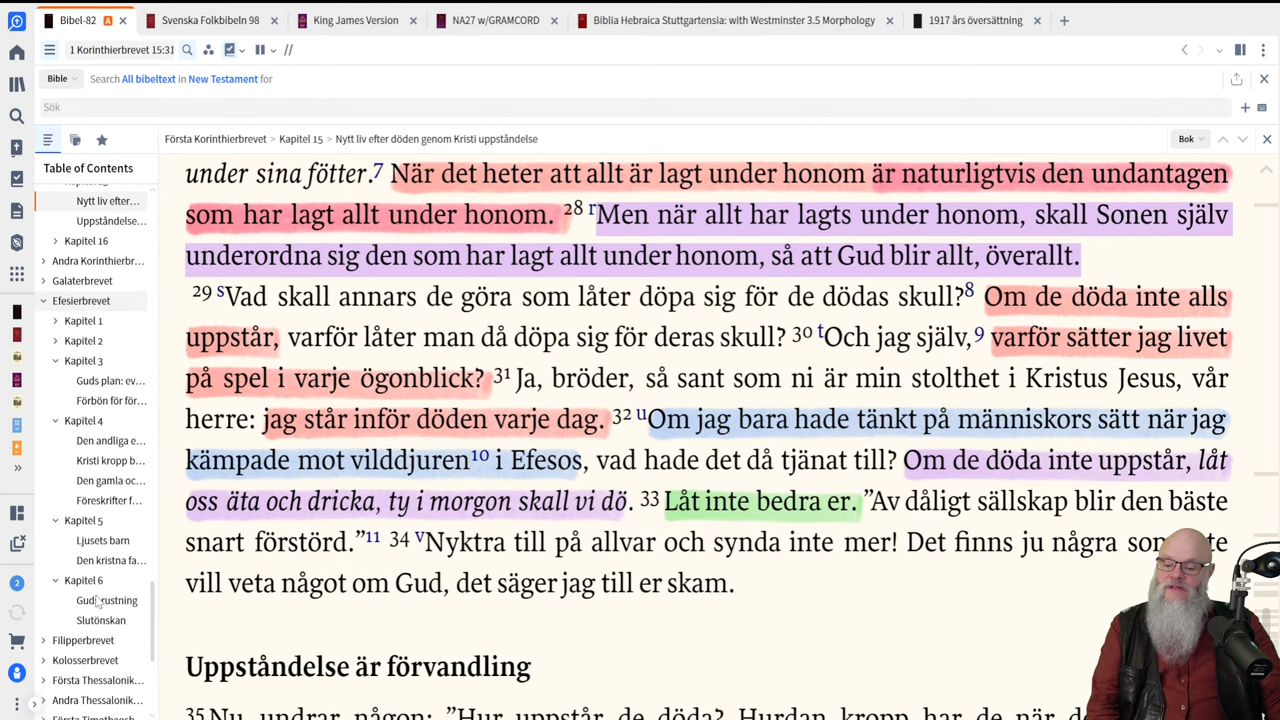 Bibel-82 A
Svenska Folkbibeln 98
King James Version
NA27 w/GRAMCORD
Biblia Hebraica Stuttgartensia: with Westminster 3.5 Morphology
1917 års översättning
1 Korinthierbrevet 15:31
//
Bible
Search All bibeltext in New Testament for
Sök
Första Korinthierbrevet > Kapitel 15 > Nytt liv efter döden genom Kristi uppståndelse
Bok
Table of Contents
Nytt liv efter...
Uppståndelse...
Kapitel 16
Andra Korinthierbr...
Galaterbrevet
Efesierbrevet
Kapitel 1
Kapitel 2
Kapitel 3
Guds plan: ev...
Förbön för för...
Kapitel 4
Den andliga e...
Kristi kropp b...
Den gamla oc...
Föreskrifter f...
Kapitel 5
Ljusets barn
Den kristna fa...
Kapitel 6
Slutönskan
Filipperbrevet
Kolosserbrevet
Första Thessalonik...
Andra Thessalonik...
2
under sina fötter.7 När det heter att allt är lagt under honom är naturligtvis den undantagen
som har lagt allt under honom. 28 rMen när allt har lagts under honom, skall Sonen själv
underordna sig den som har lagt allt under honom, så att Gud blir allt, överallt.
29 sVad skall annars de göra som låter döpa sig för de dödas skull?8 Om de döda inte alls
uppstår, varför låter man då döpa sig för deras skull? 30 tOch jag själv,9 varför sätter jag livet
på spel i varje ögonblick? 31 Ja, bröder, så sant som ni är min stolthet i Kristus Jesus, vår
herre: jag står inför döden varje dag. 32 uOm jag bara hade tänkt på människors sätt när jag
kämpade mot vilddjuren10 i Efesos, vad hade det då tjänat till? Om de döda inte uppstår, låt
oss äta och dricka, ty i morgon skall vi dö. 33 Låt inte bedra er. ”Av dåligt sällskap blir den bäste
snart förstörd.”11 34 vNyktra till på allvar och synda inte mer! Det finns ju några
vill veta något om Gud, det säger jag till er skam.
Uppståndelse är förvandling
35 Nu undrar någon: ”Hur uppstår de döda? Hurdan kropp har de när